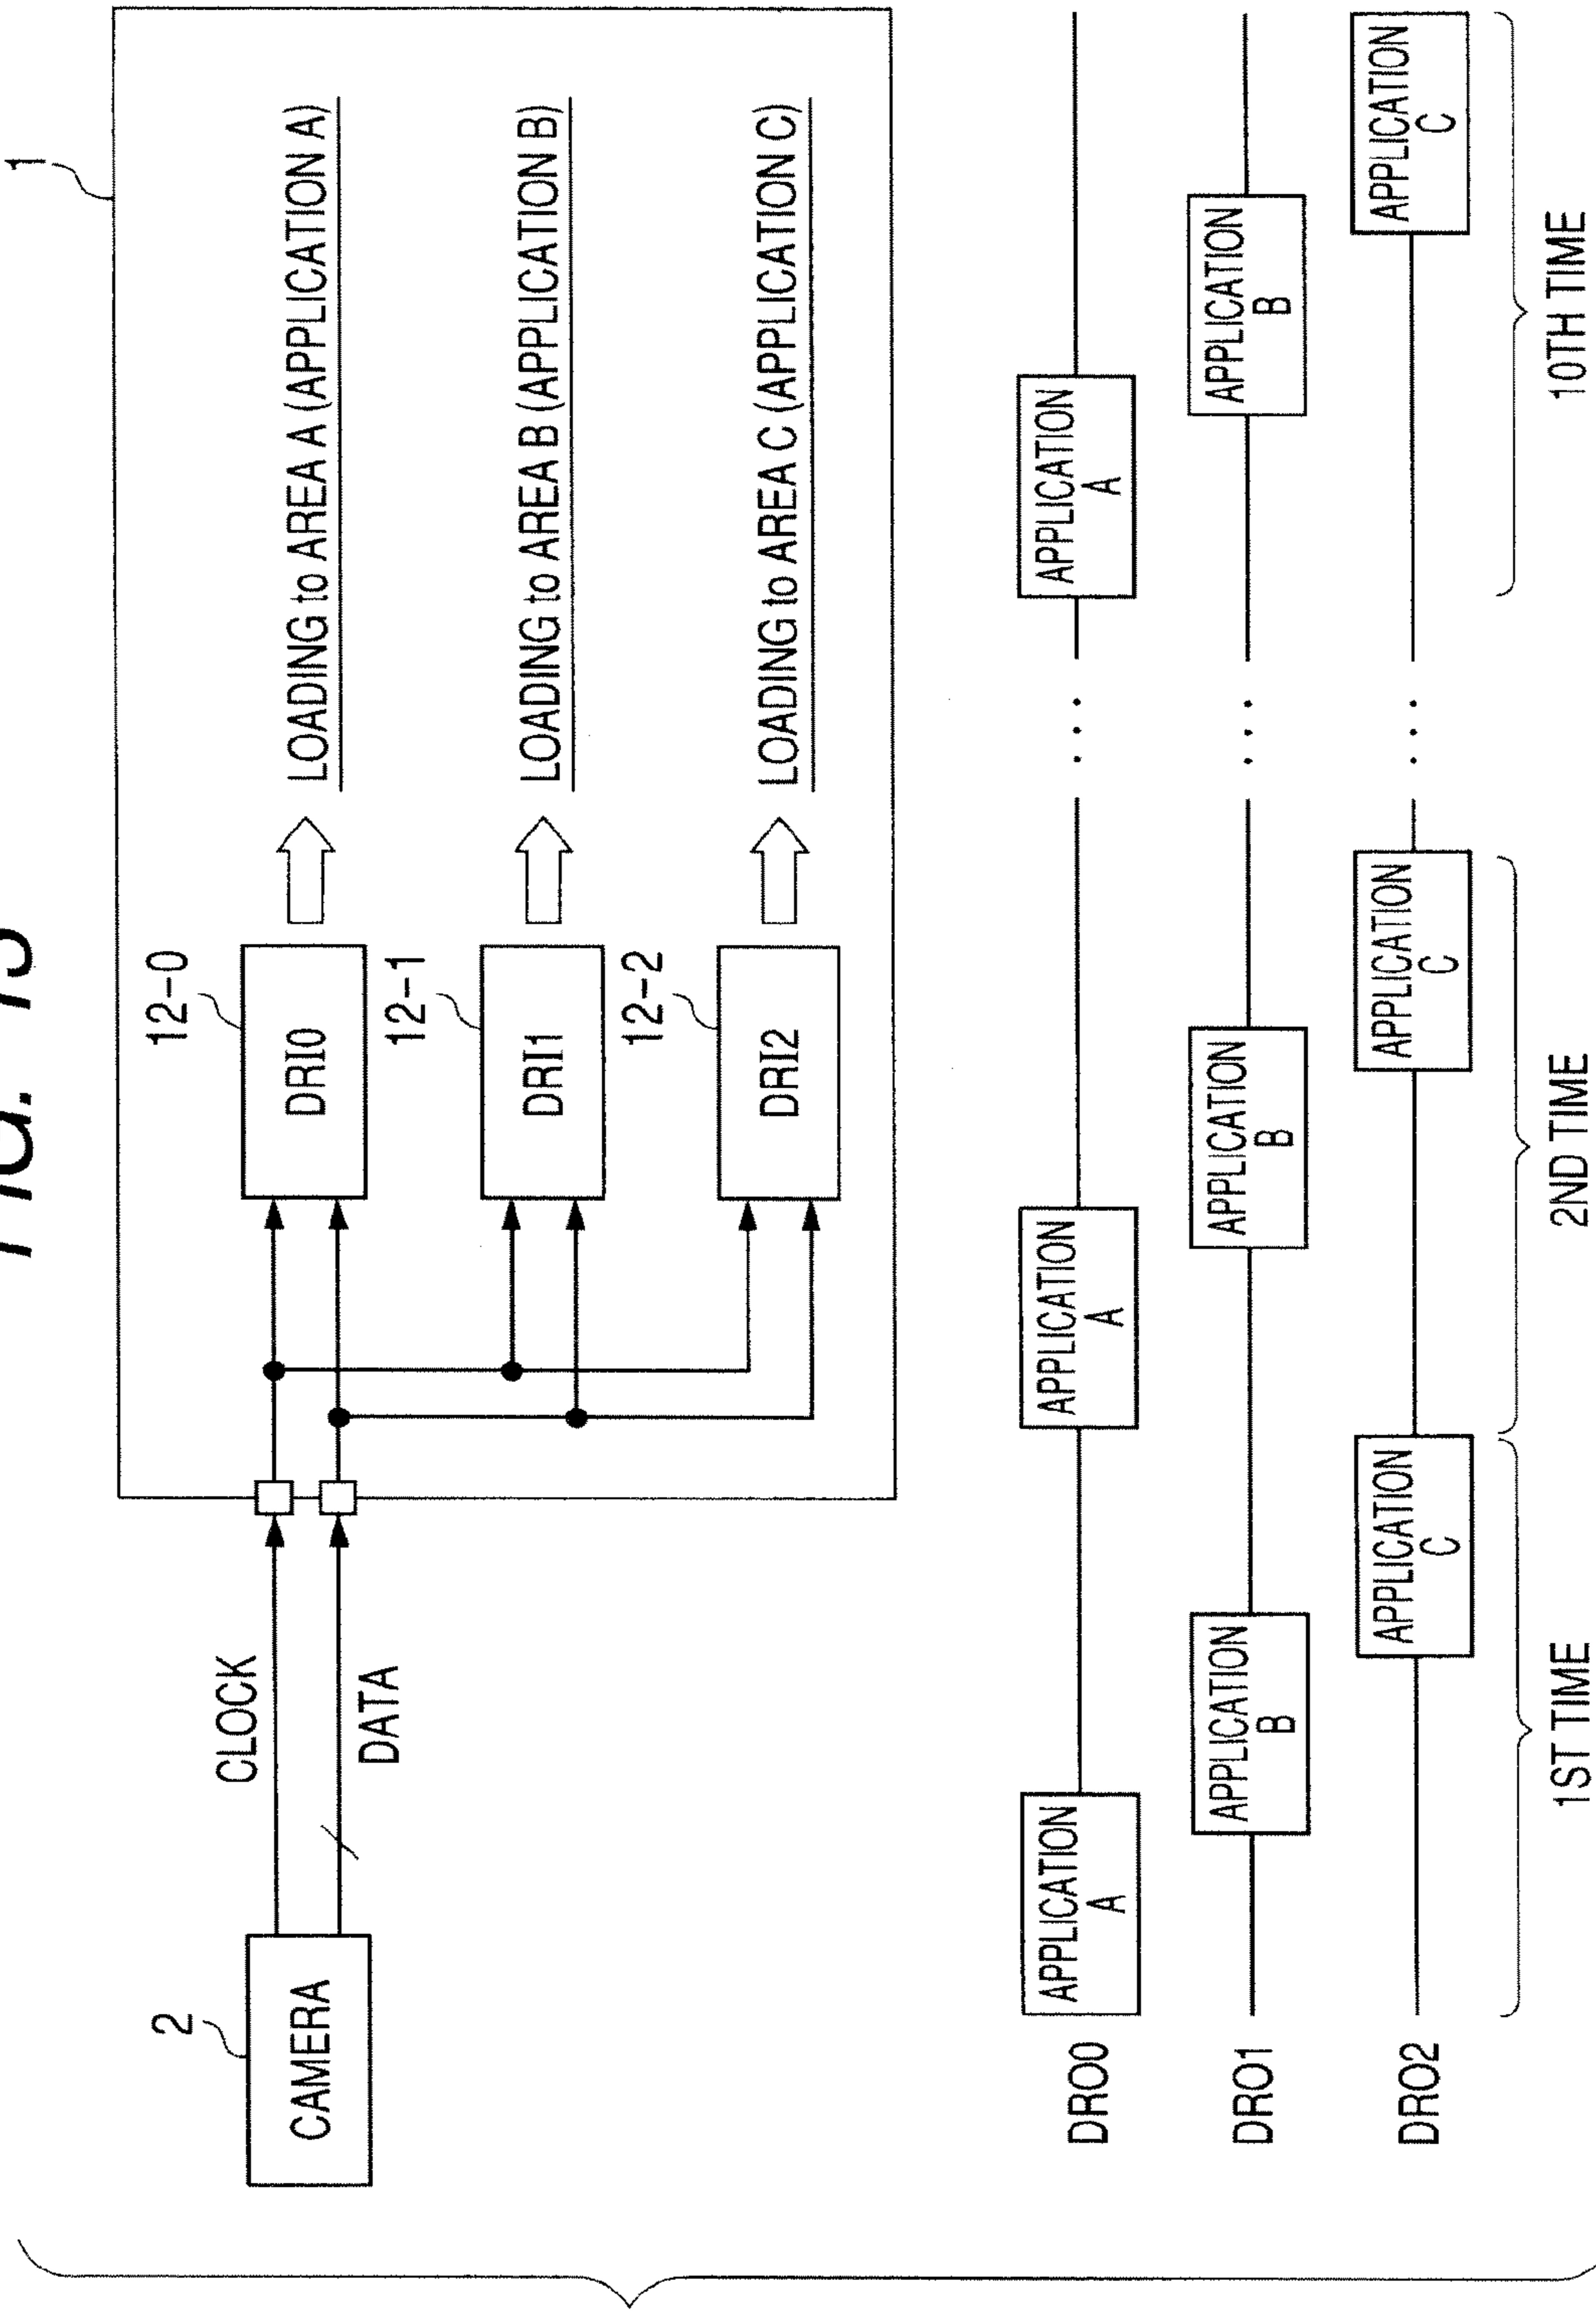 FIG.
1
2
CAMERA
CLOCK
DATA
12-0
DRI0
LOADING to AREA A (APPLICATION A)
12-1
DRI1
LOADING to AREA B (APPLICATION B)
12-2
DRI2
LOADING to AREA C (APPLICATION C)
DRO0
APPLICATION
A
APPLICATION
A
...
APPLICATION
A
DRO1
APPLICATION
B
APPLICATION
B
...
APPLICATION
B
DRO2
APPLICATION
C
APPLICATION
C
...
APPLICATION
C
1ST TIME
2ND TIME
10TH TIME